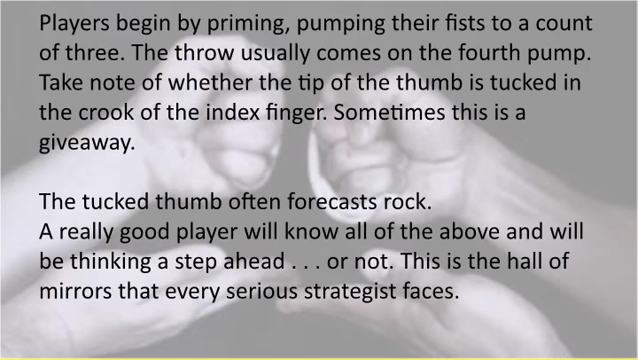 Players begin by priming, pumping their fists to a count
of three. The throw usually comes on the fourth pump.
Take note of whether the tip of the thumb is tucked in
the crook of the index finger. Sometimes this is a
giveaway.
The tucked thumb often forecasts rock.
A really good player will know all of the above and will
be thinking a step ahead . . . or not. This is the hall of
mirrors that every serious strategist faces.